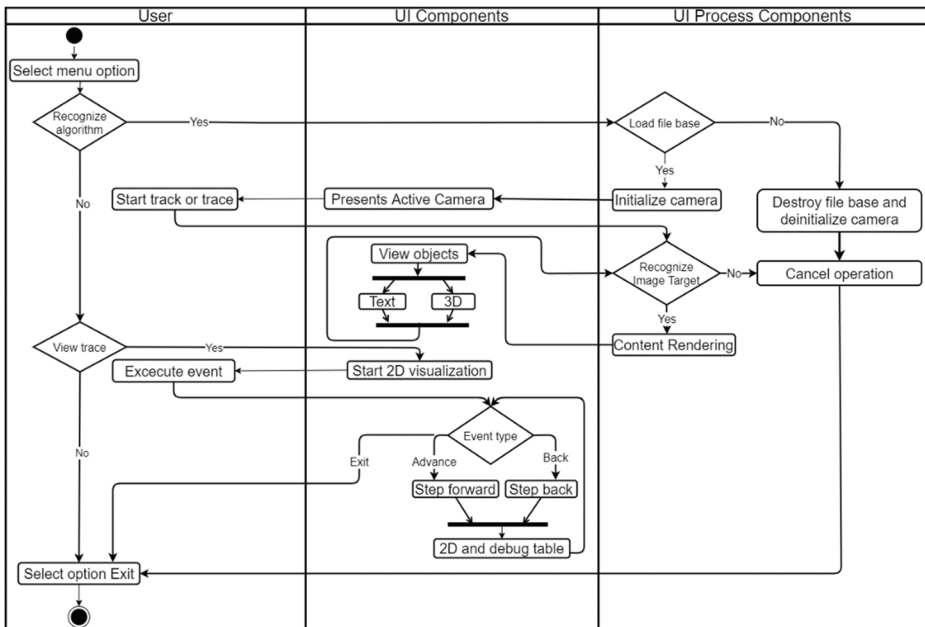 User
UI Components
UI Process Components
Select menu option
Recognize
algorithm
Yes
Load file base
No
Yes
No
Start track or trace
Presents Active Camera
Initialize camera
Destroy file base and
deinitialize camera
View objects
Recognize
Image Target
No
Cancel operation
Text
3D
Yes
Content Rendering
View trace
Yes
Excecute event
Start 2D visualization
No
Event type
Exit
Advance
Back
Step forward
Step back
2D and debug table
Select option Exit